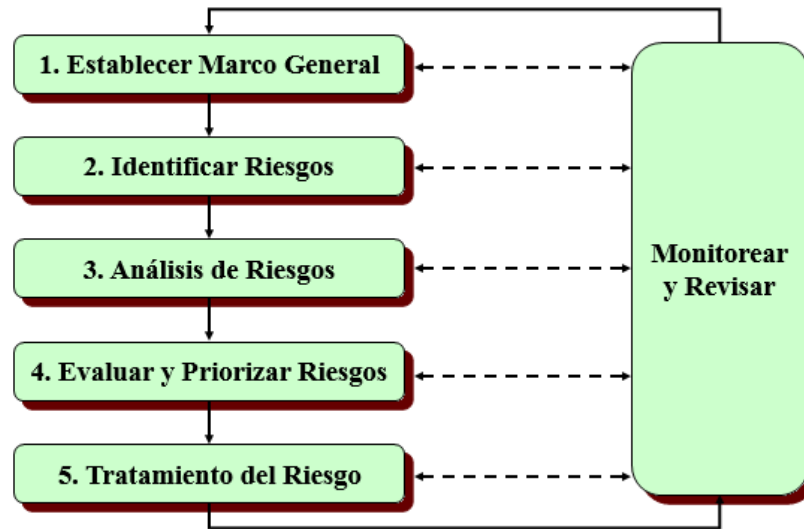 1. Establecer Marco General
2. Identificar Riesgos
3. Análisis de Riesgos
4. Evaluar y Priorizar Riesgos
5. Tratamiento del Riesgo
Monitorear
y Revisar